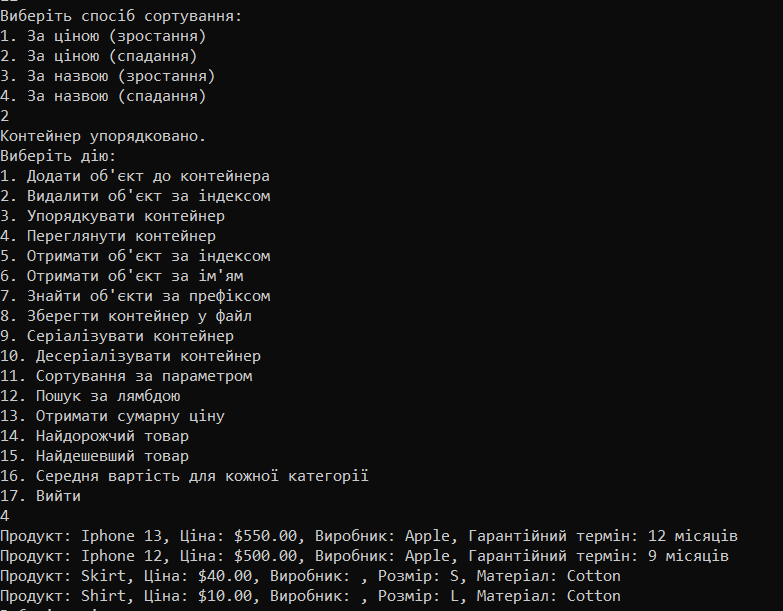 Виберіть спосіб сортування:
1. За ціною (зростання)
2. За ціною (спадання)
3. За назвою (зростання)
4. За назвою (спадання)
2
Контейнер упорядковано.
Виберіть дію:
1. Додати об'єкт до контейнера
2. Видалити об'єкт за індексом
3. Упорядкувати контейнер
4. Переглянути контейнер
5. Отримати об'єкт за індексом
6. Отримати об'єкт за ім'ям
7. Знайти об'єкти за префіксом
8. Зберегти контейнер у файл
9. Серіалізувати контейнер
10. Десеріалізувати контейнер
11. Сортування за параметром
12. Пошук за лямбдою
13. Отримати сумарну ціну
14. Найдорожчий товар
15. Найдешевший товар
16. Середня вартість для кожної категорії
17. Вийти
4
Продукт: Iphone 13, Ціна: $550.00, Виробник: Apple, Гарантійний термін: 12 місяців
Продукт: Iphone 12, Ціна: $500.00, Виробник: Apple, Гарантійний термін: 9 місяців
Продукт: Skirt, Ціна: $40.00, Виробник: , Розмір: S, Матеріал: Cotton
Продукт: Shirt, Ціна: $10.00, Виробник: , Розмір: L, Матеріал: Cotton